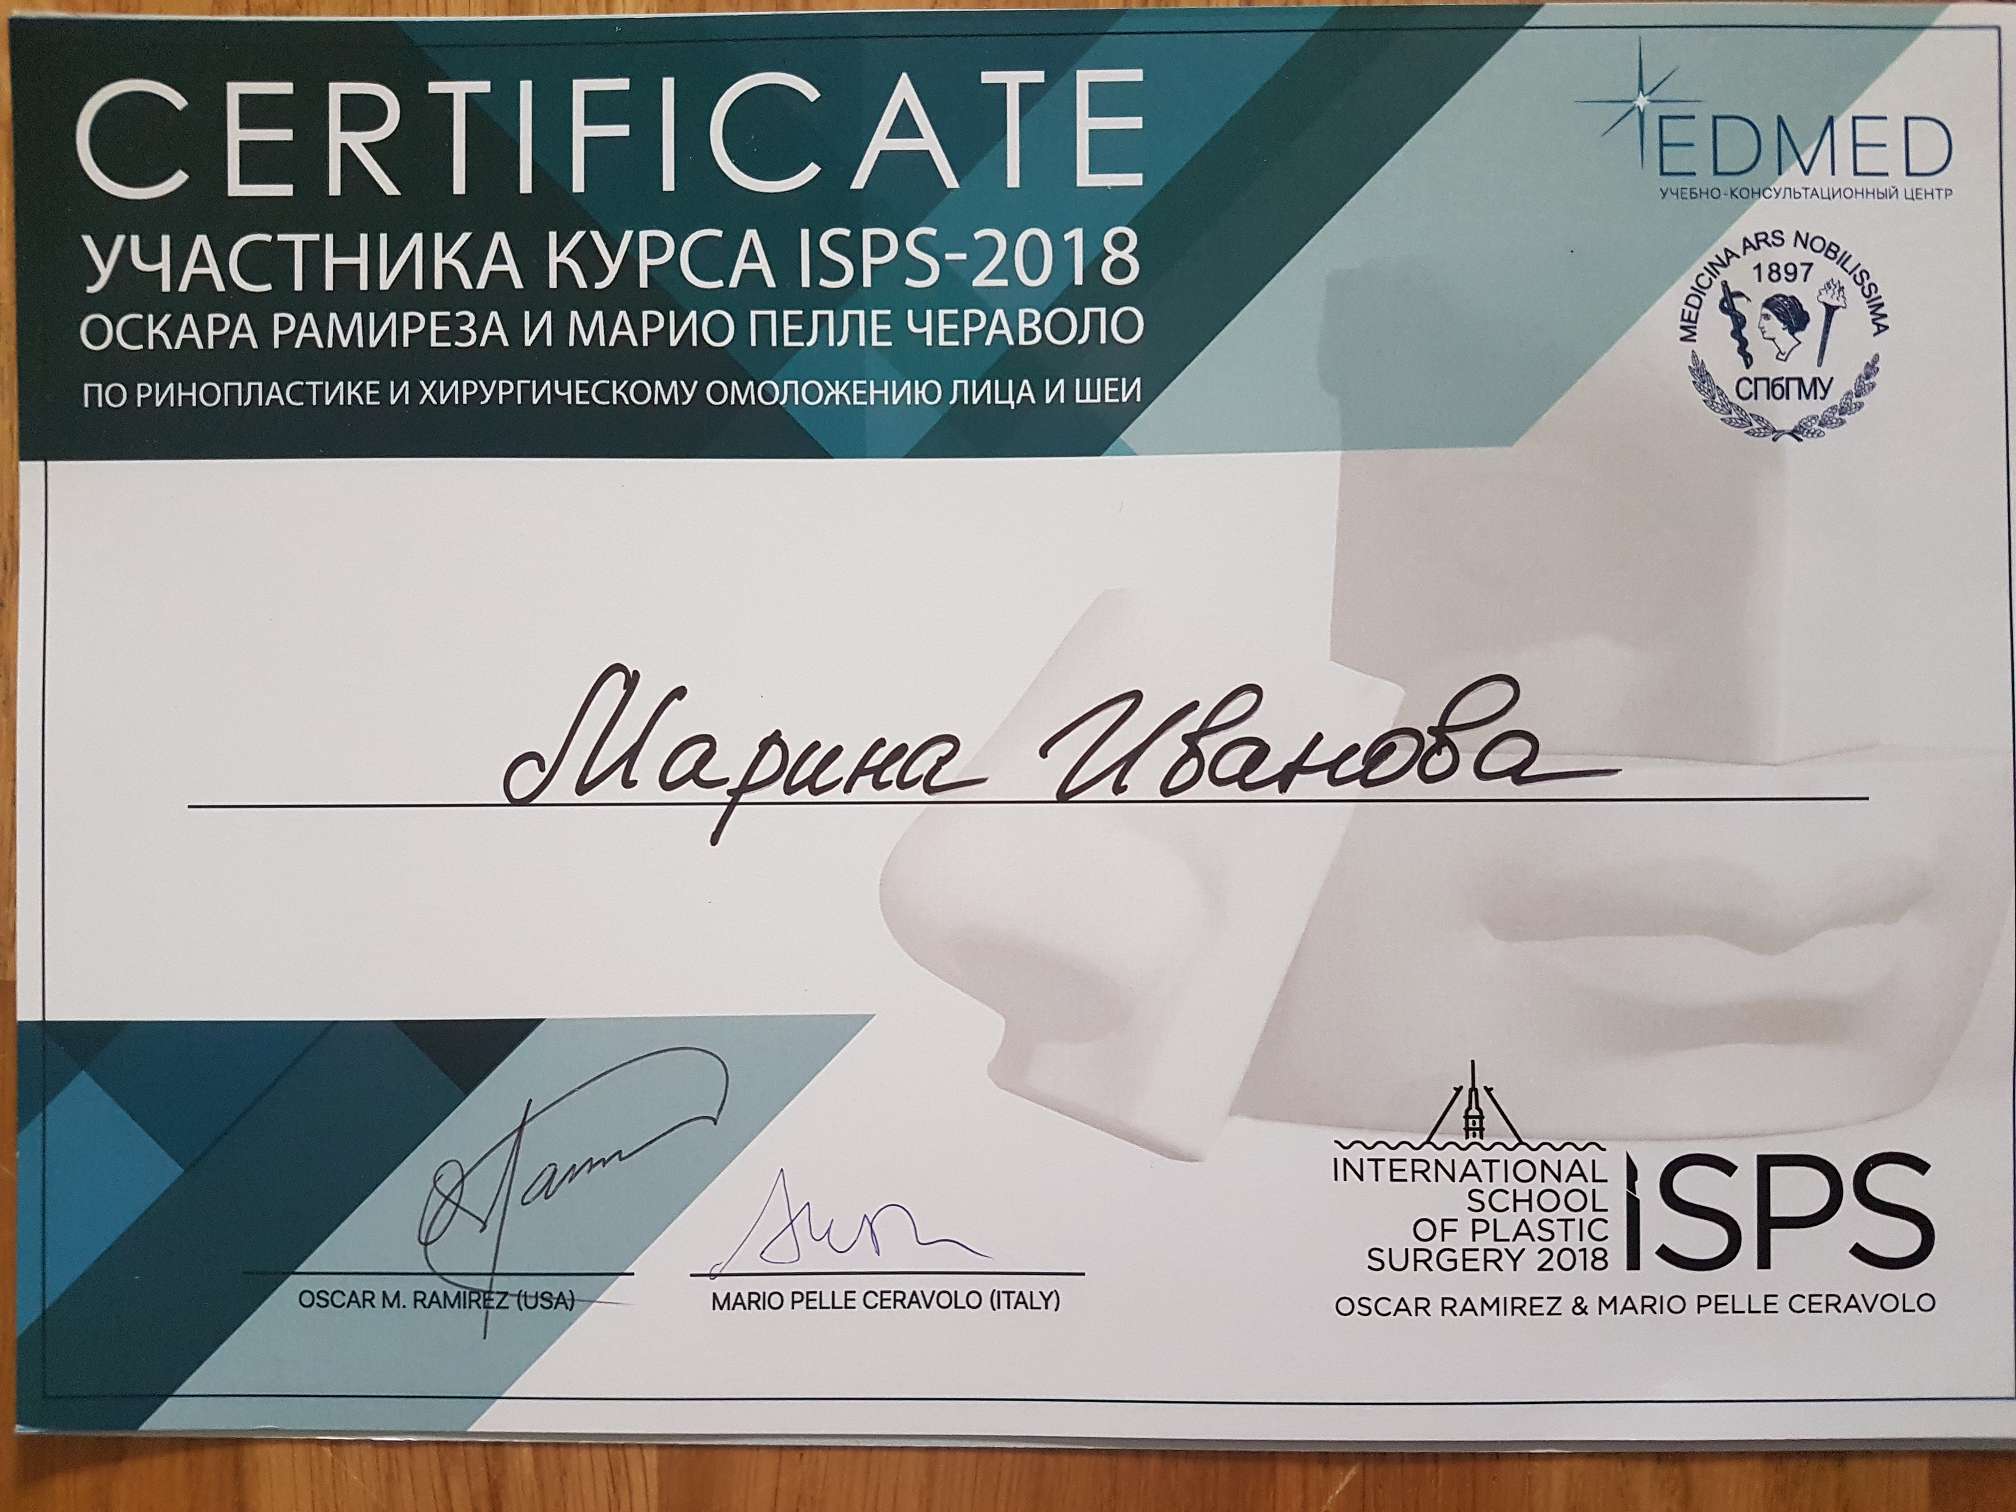 CERTIFICATE
УЧАСТНИКА КУРСА ISPS-2018
ОСКАРА РАМИРЕЗА И МАРИО ПЕЛЛЕ ЧЕРАВОЛО
ПО РИНОПЛАСТИКЕ И ХИРУРГИЧЕСКОМУ ОМОЛОЖЕНИЮ ЛИЦА И ШЕИ
EDMED
УЧЕБНО-КОНСУЛЬТАЦИОННЫЙ ЦЕНТР
MEDICINA ARS NOBILISSIMA
1897
СПбГМУ
Марина Иванова
OSCAR M. RAMIREZ (USA)
MARIO PELLE CERAVOLO (ITALY)
INTERNATIONAL
SCHOOL
OF PLASTIC
SURGERY 2018
ISPS
OSCAR RAMIREZ & MARIO PELLE CERAVOLO